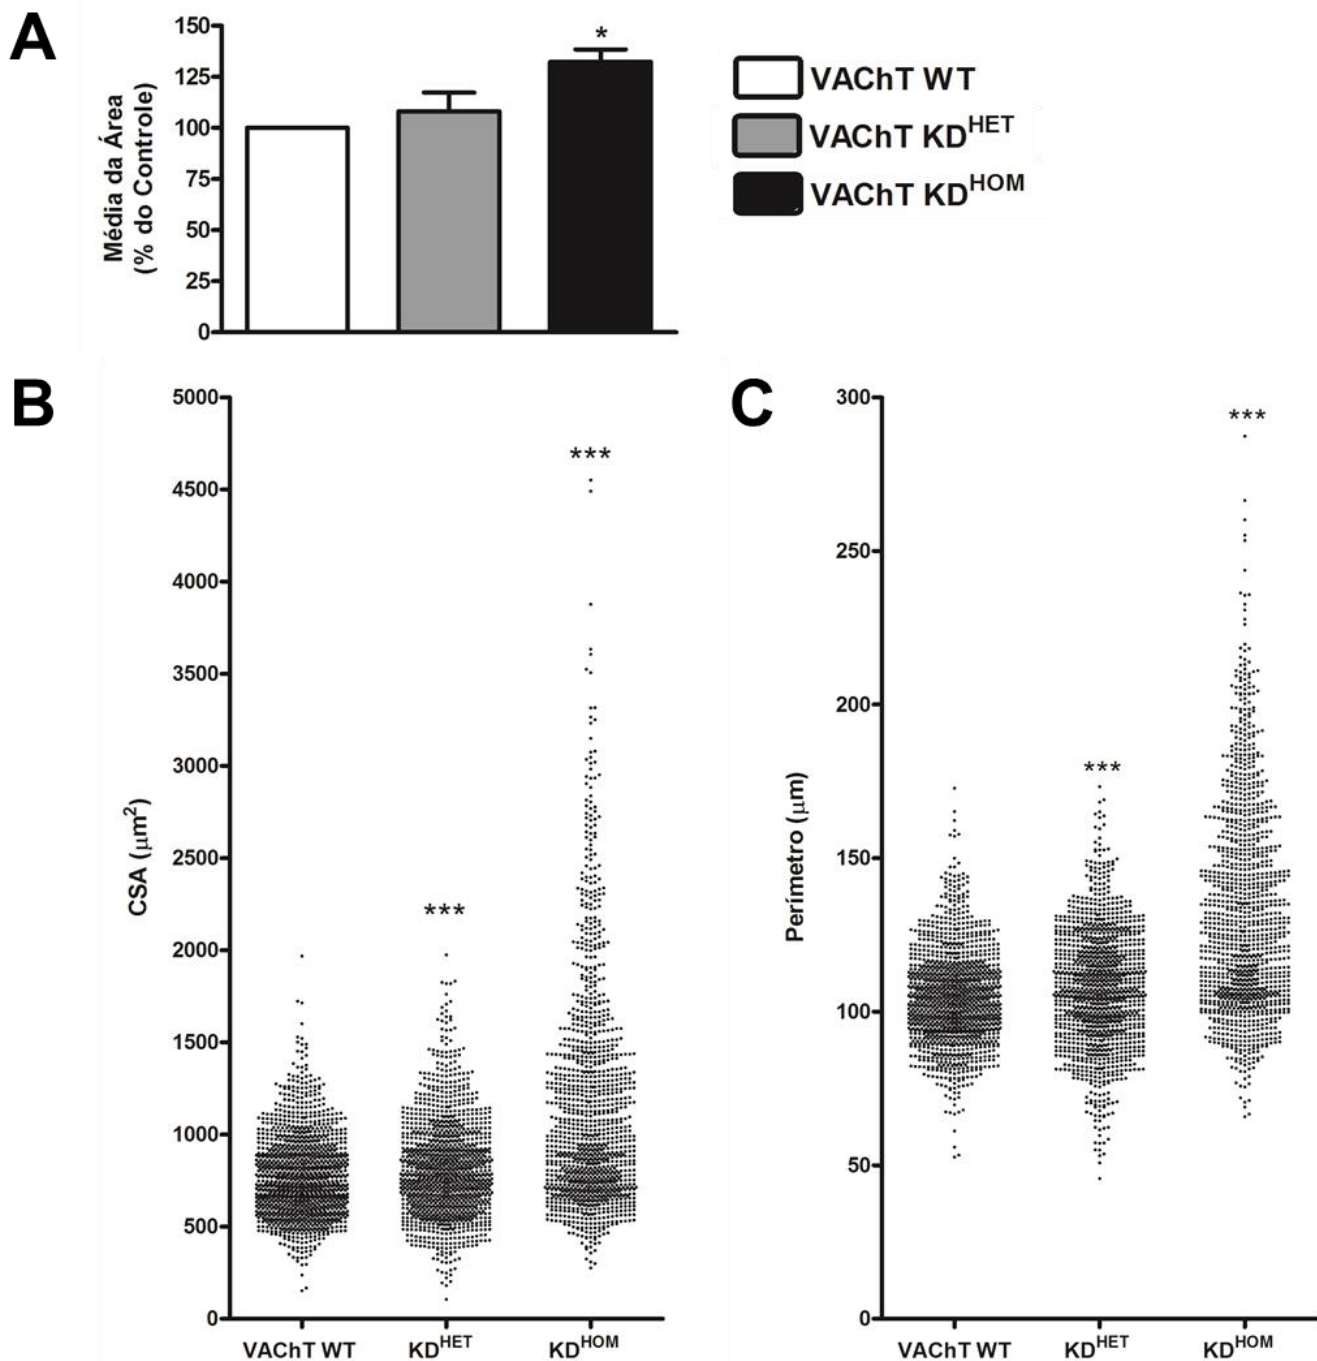 A
150
125
100
75
50
25
0
Média da Área
(% do Controle)
*
VAChT WT
VAChT KD^HET
VAChT KD^HOM
B
5000
4500
4000
3500
3000
2500
2000
1500
1000
500
0
CSA (μm²)
***
***
VAChT WT KD^HET KD^HOM
C
300
250
200
150
100
50
0
Perímetro (μm)
***
***
VAChT WT KD^HET KD^HOM